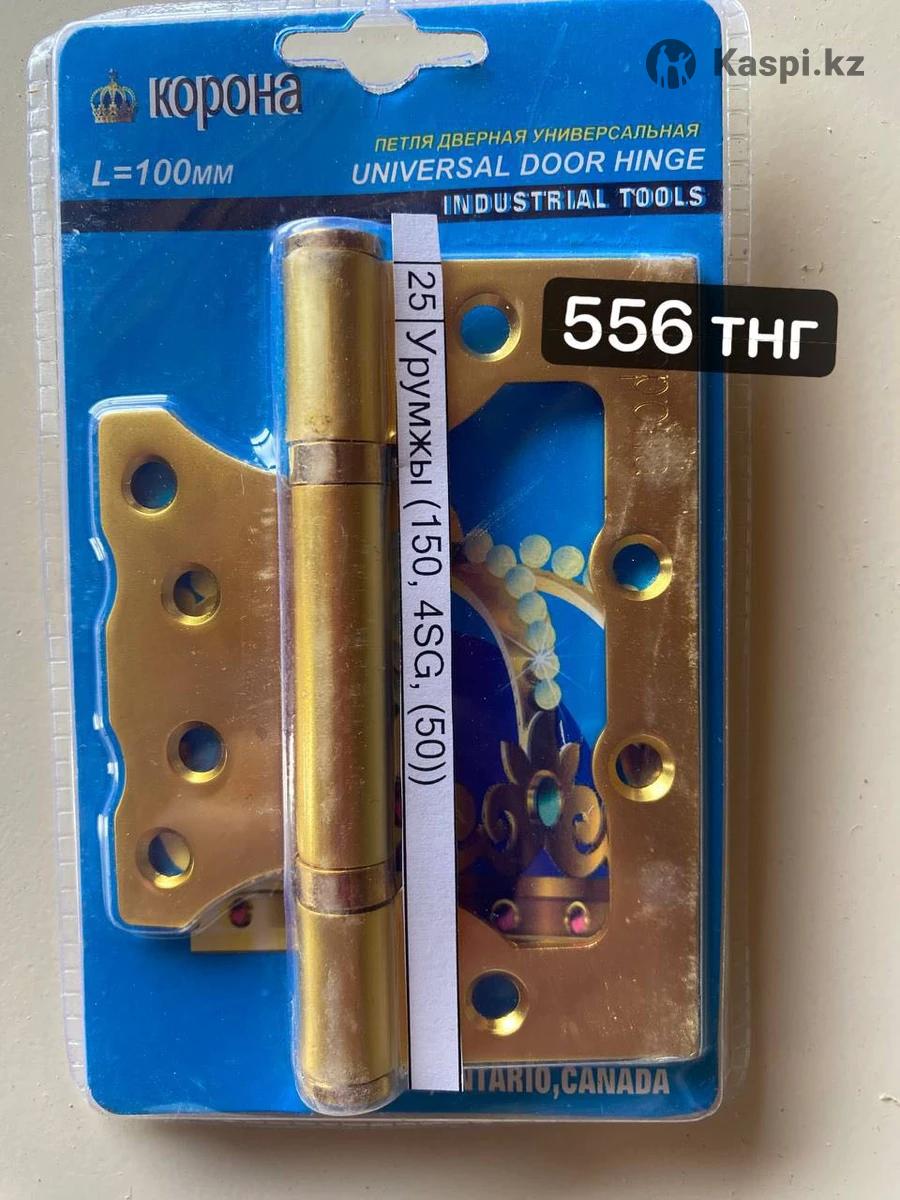 Kaspi.kz
корона
ПЕТЛЯ ДВЕРНАЯ УНИВЕРСАЛЬНАЯ
L=100мм
UNIVERSAL DOOR HINGE
INDUSTRIAL TOOLS
556 тнг
25 Урумжы (150, 4SG, (50))
ONTARIO,CANADA